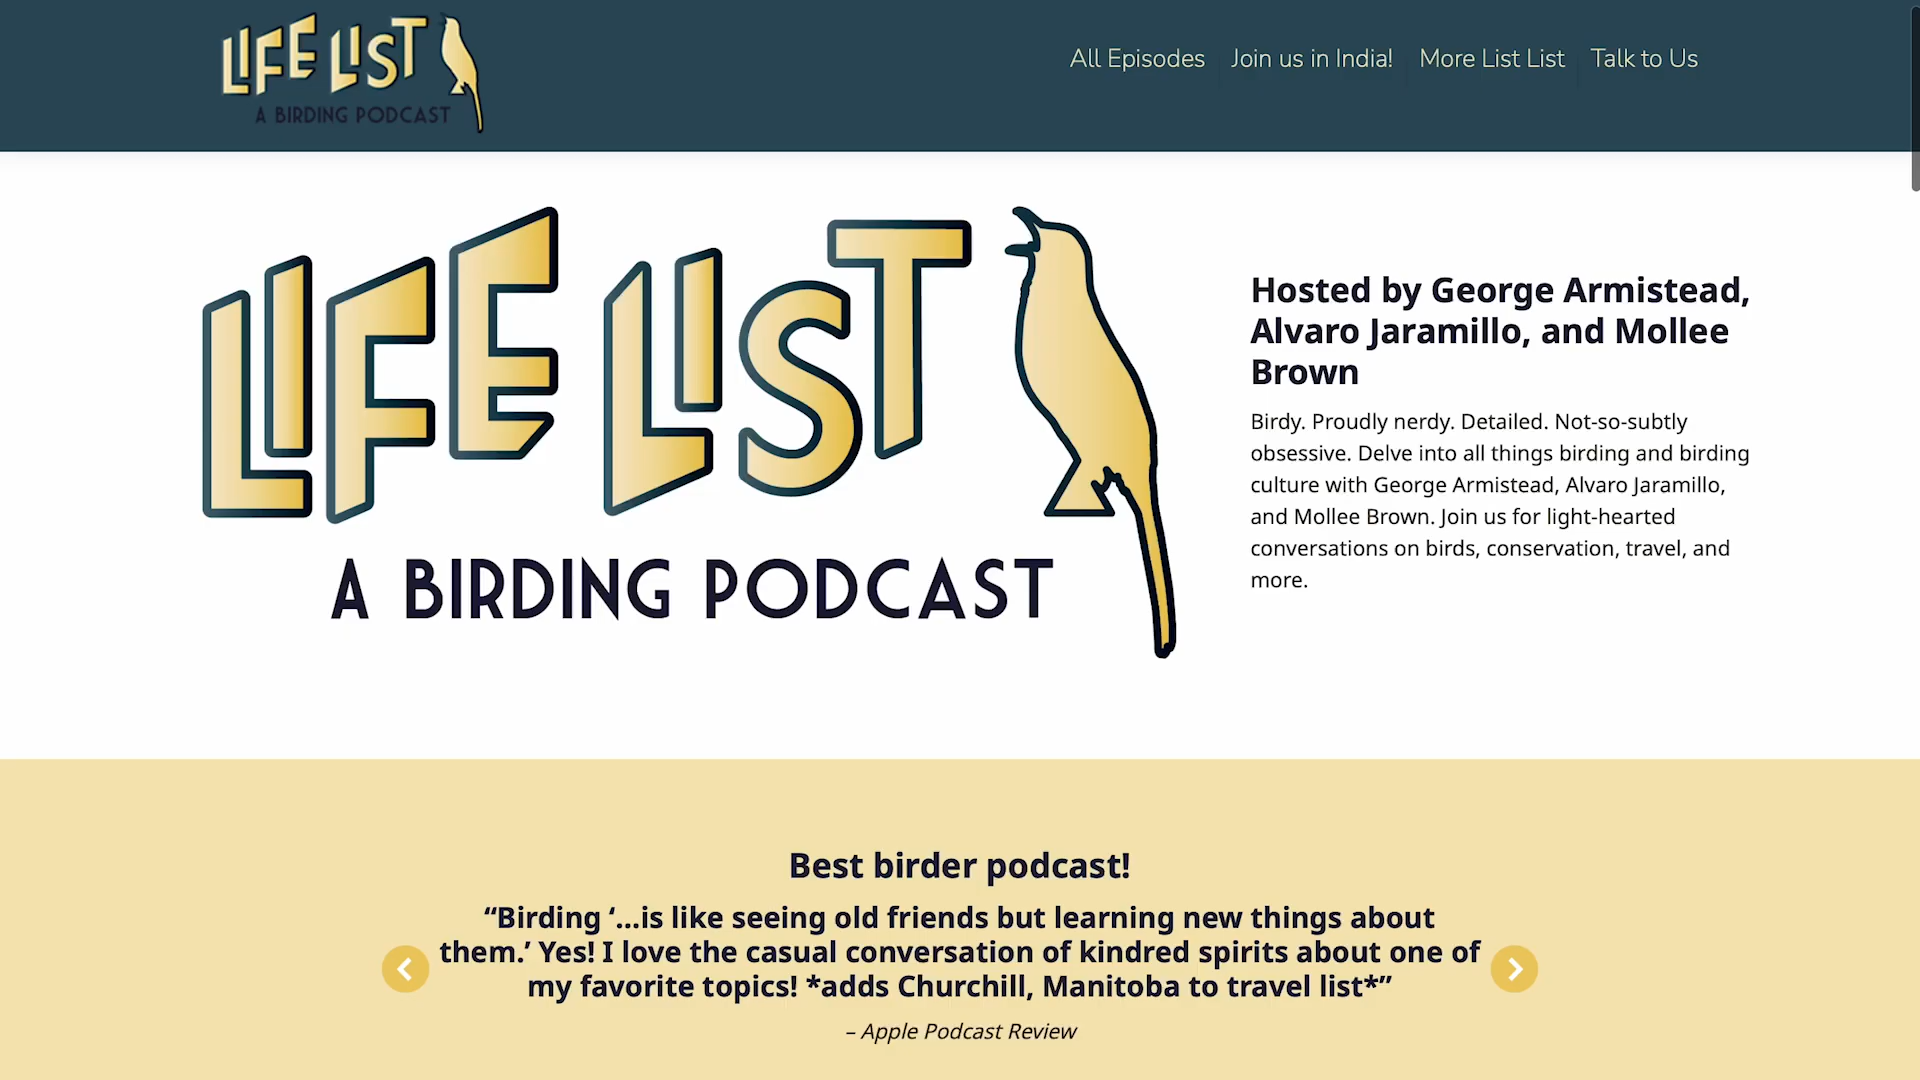 LIFE LIST
A BIRDING PODCAST
All Episodes
Join us in India!
More List List
Talk to Us
LIFE LIST
A BIRDING PODCAST
Hosted by George Armistead,
Alvaro Jaramillo, and Mollee
Brown
Birdy. Proudly nerdy. Detailed. Not-so-subtly
obsessive. Delve into all things birding and birding
culture with George Armistead, Alvaro Jaramillo,
and Mollee Brown. Join us for light-hearted
conversations on birds, conservation, travel, and
more.
Best birder podcast!
“Birding ‘…is like seeing old friends but learning new things about
them.’ Yes! I love the casual conversation of kindred spirits about one of
my favorite topics! *adds Churchill, Manitoba to travel list*”
– Apple Podcast Review